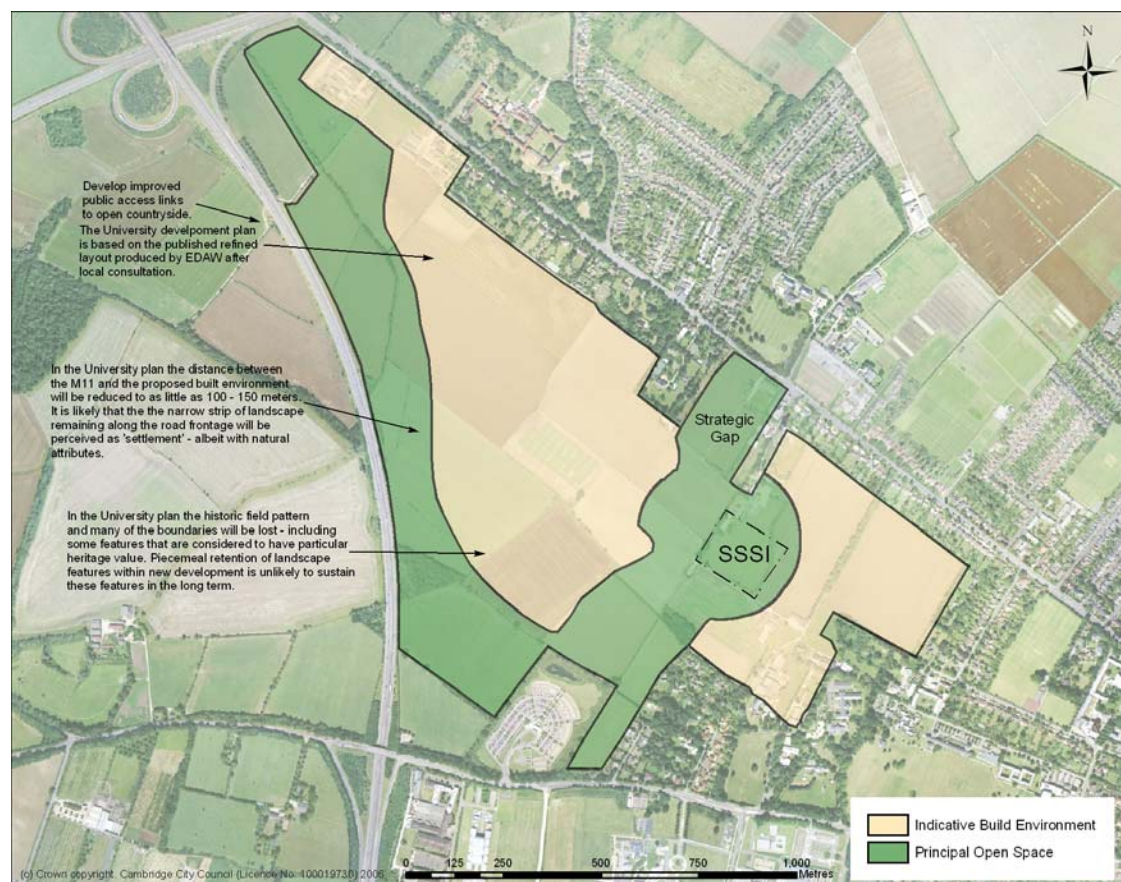 N
Develop improved
public access links
to open countryside.
The University develpoment plan
is based on the published refined
layout produced by EDAW after
local consultation.
In the University plan the distance between
the M11 and the proposed built environment
will be reduced to as little as 100 - 150 meters.
It is likely that the the narrow strip of landscape
remaining along the road frontage will be
perceived as 'settlement' - albeit with natural
attributes.
Strategic
Gap
In the University plan the historic field pattern
and many of the boundaries will be lost - including
some features that are considered to have particular
heritage value. Piecemeal retention of landscape
features within new development is unlikely to sustain
these features in the long term.
SSSI
Indicative Build Environment
Principal Open Space
0 125 250 500 750 1,000
Metres
(c) Crown copyright. Cambridge City Council (Licence No. 100019730) 2006